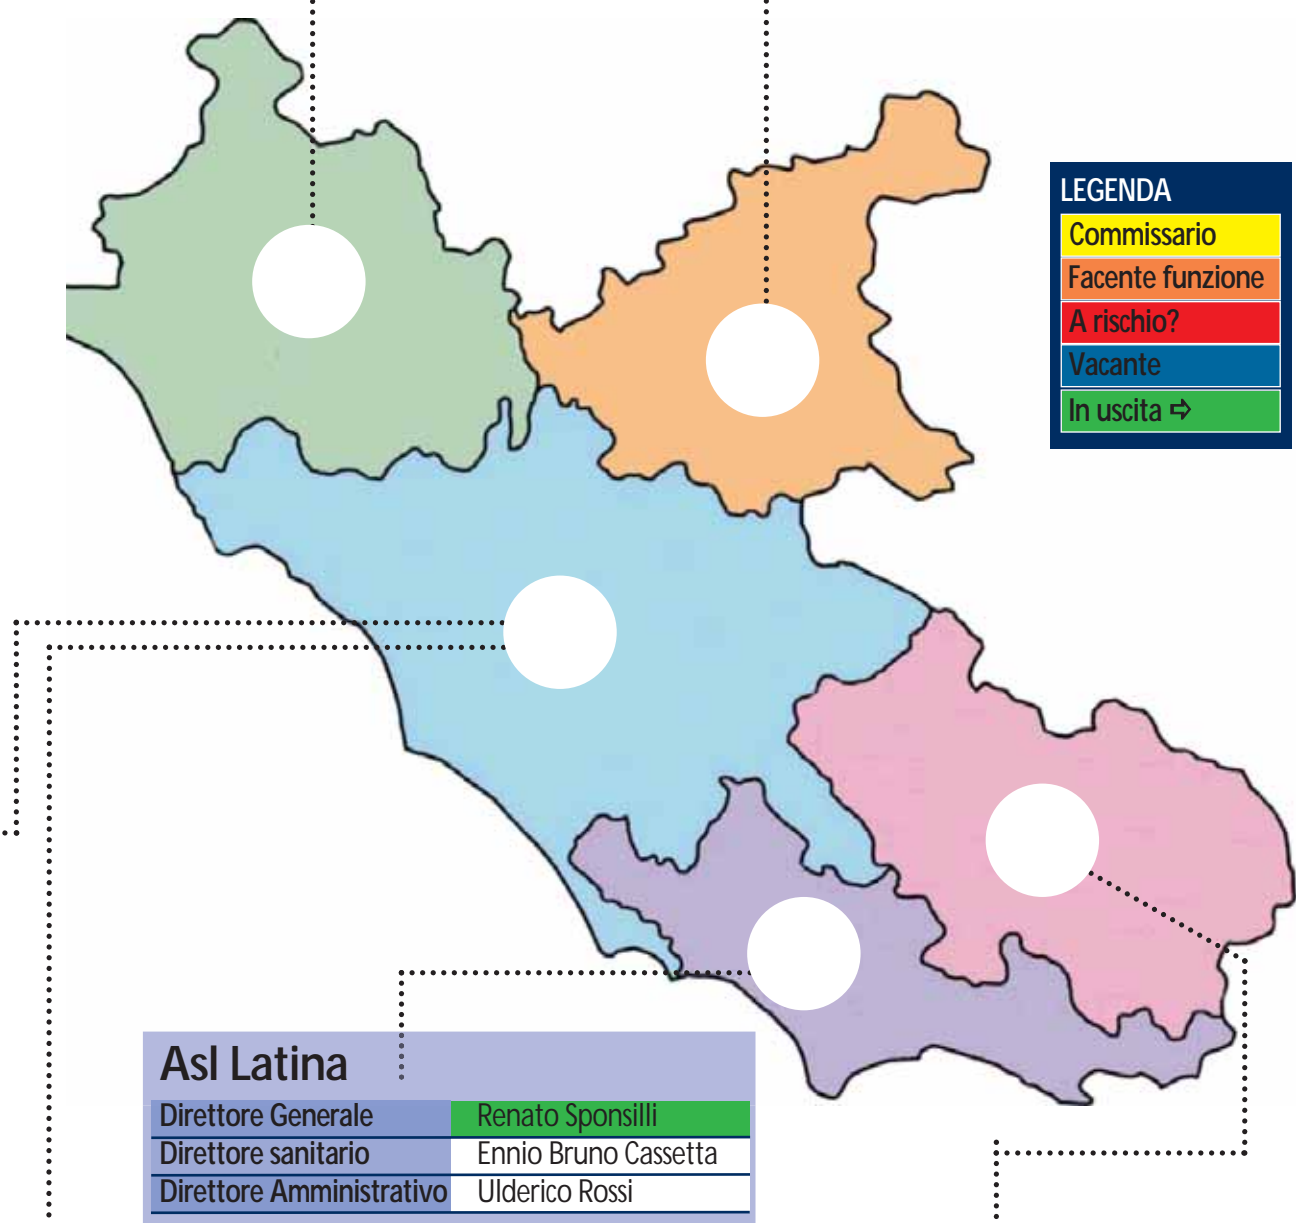 LEGENDA
Commissario
Facente funzione
A rischio?
Vacante
In uscita ⇨
Asl Latina
Direttore Generale Renato Sponsilli
Direttore sanitario Ennio Bruno Cassetta
Direttore Amministrativo Ulderico Rossi